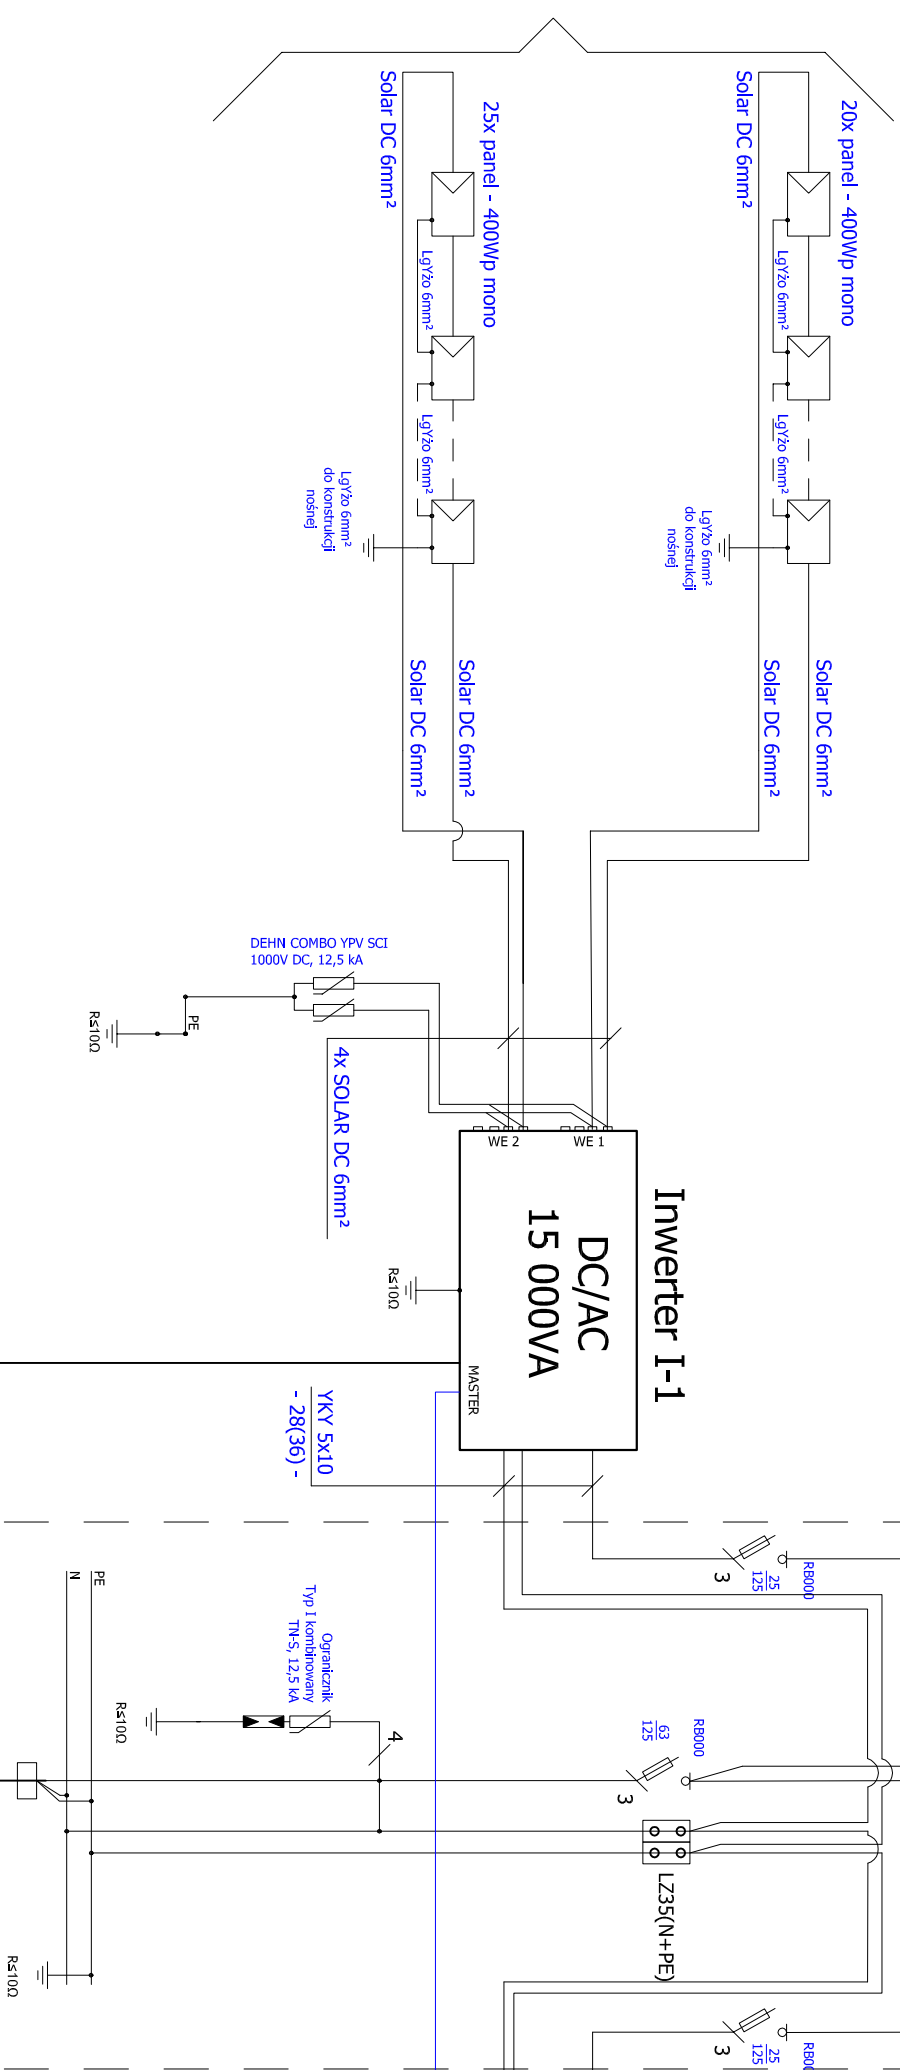 20x panel - 400Wp mono
Solar DC 6mm²
LgYżo 6mm²
LgYżo 6mm²
LgYżo 6mm²
do konstrukcji
nośnej
Solar DC 6mm²
Solar DC 6mm²
25x panel - 400Wp mono
Solar DC 6mm²
LgYżo 6mm²
LgYżo 6mm²
LgYżo 6mm²
do konstrukcji
nośnej
Solar DC 6mm²
Solar DC 6mm²
DEHN COMBO YPV SCI
1000V DC, 12,5 kA
PE
R≤10Ω
4x SOLAR DC 6mm²
WE 2
WE 1
Inwerter I-1
DC/AC
15 000VA
R≤10Ω
MASTER
YKY 5x10
- 28(36) -
RB000
25
125
3
PE
N
Ogranicznik
Typ I kombinowany
TN-S, 12,5 kA
R≤10Ω
4
RB000
63
125
3
LZ35(N+PE)
R≤10Ω
25
125
3